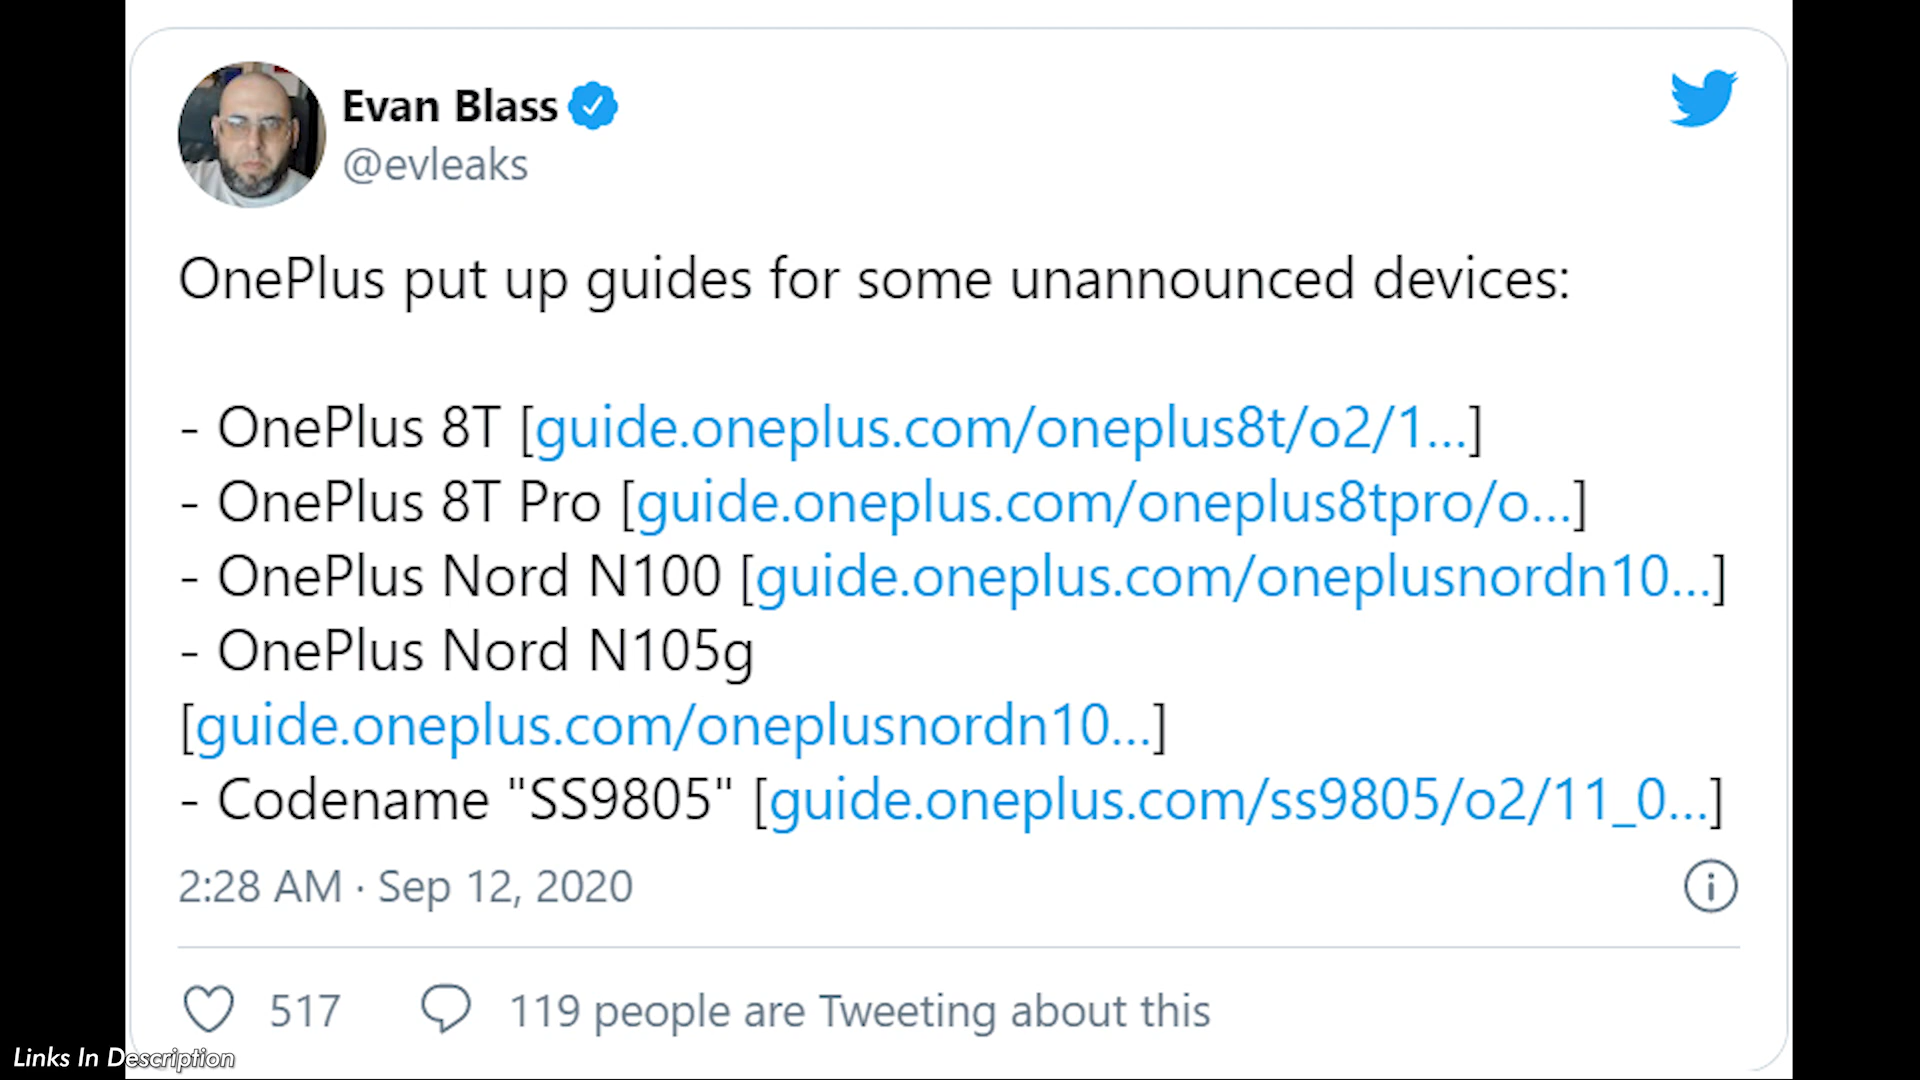 Evan Blass
@evleaks
OnePlus put up guides for some unannounced devices:
- OnePlus 8T [guide.oneplus.com/oneplus8t/o2/1...]
- OnePlus 8T Pro [guide.oneplus.com/oneplus8tpro/o...]
- OnePlus Nord N100 [guide.oneplus.com/oneplusnordn10...]
- OnePlus Nord N105g
[guide.oneplus.com/oneplusnordn10...]
- Codename "SS9805" [guide.oneplus.com/ss9805/o2/11_0...]
2:28 AM · Sep 12, 2020
517 119 people are Tweeting about this
Links In Description